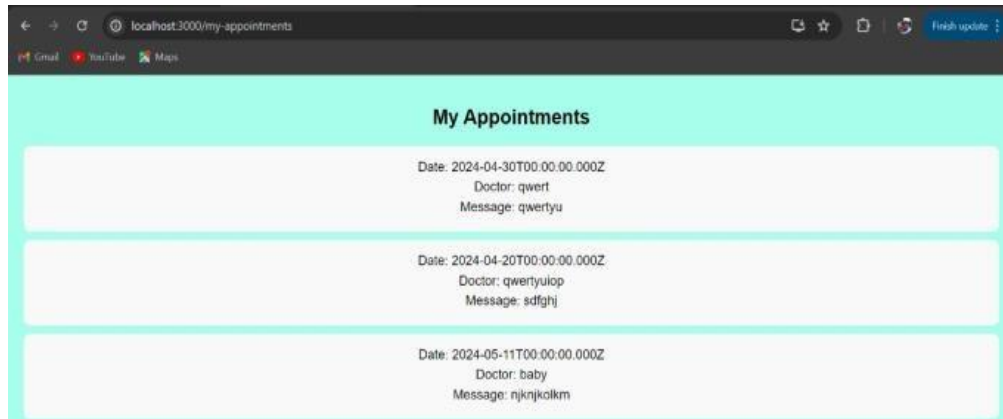 localhost:3000/my-appointments
Finish update
Gmail YouTube Maps
My Appointments
Date: 2024-04-30T00:00:00.000Z
Doctor: qwert
Message: qwertyu
Date: 2024-04-20T00:00:00.000Z
Doctor: qwertyuiop
Message: sdfghj
Date: 2024-05-11T00:00:00.000Z
Doctor: baby
Message: njknjkolkm